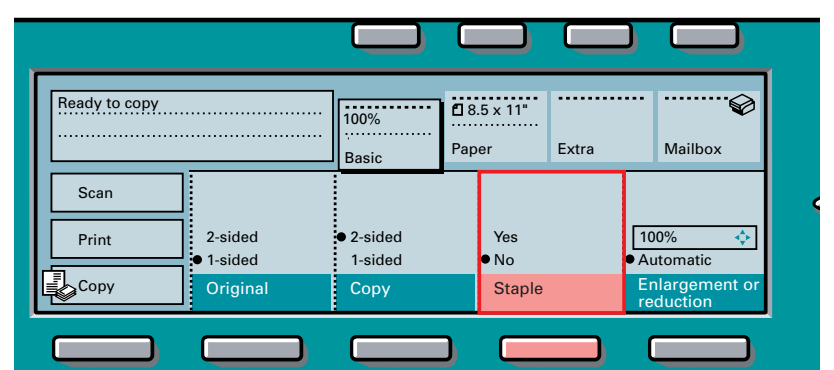 Ready to copy
100%
Basic
8.5 x 11"
Paper
Extra
Mailbox
Scan
Print
Copy
2-sided
1-sided
Original
2-sided
1-sided
Copy
Yes
No
Staple
100%
Automatic
Enlargement or
reduction